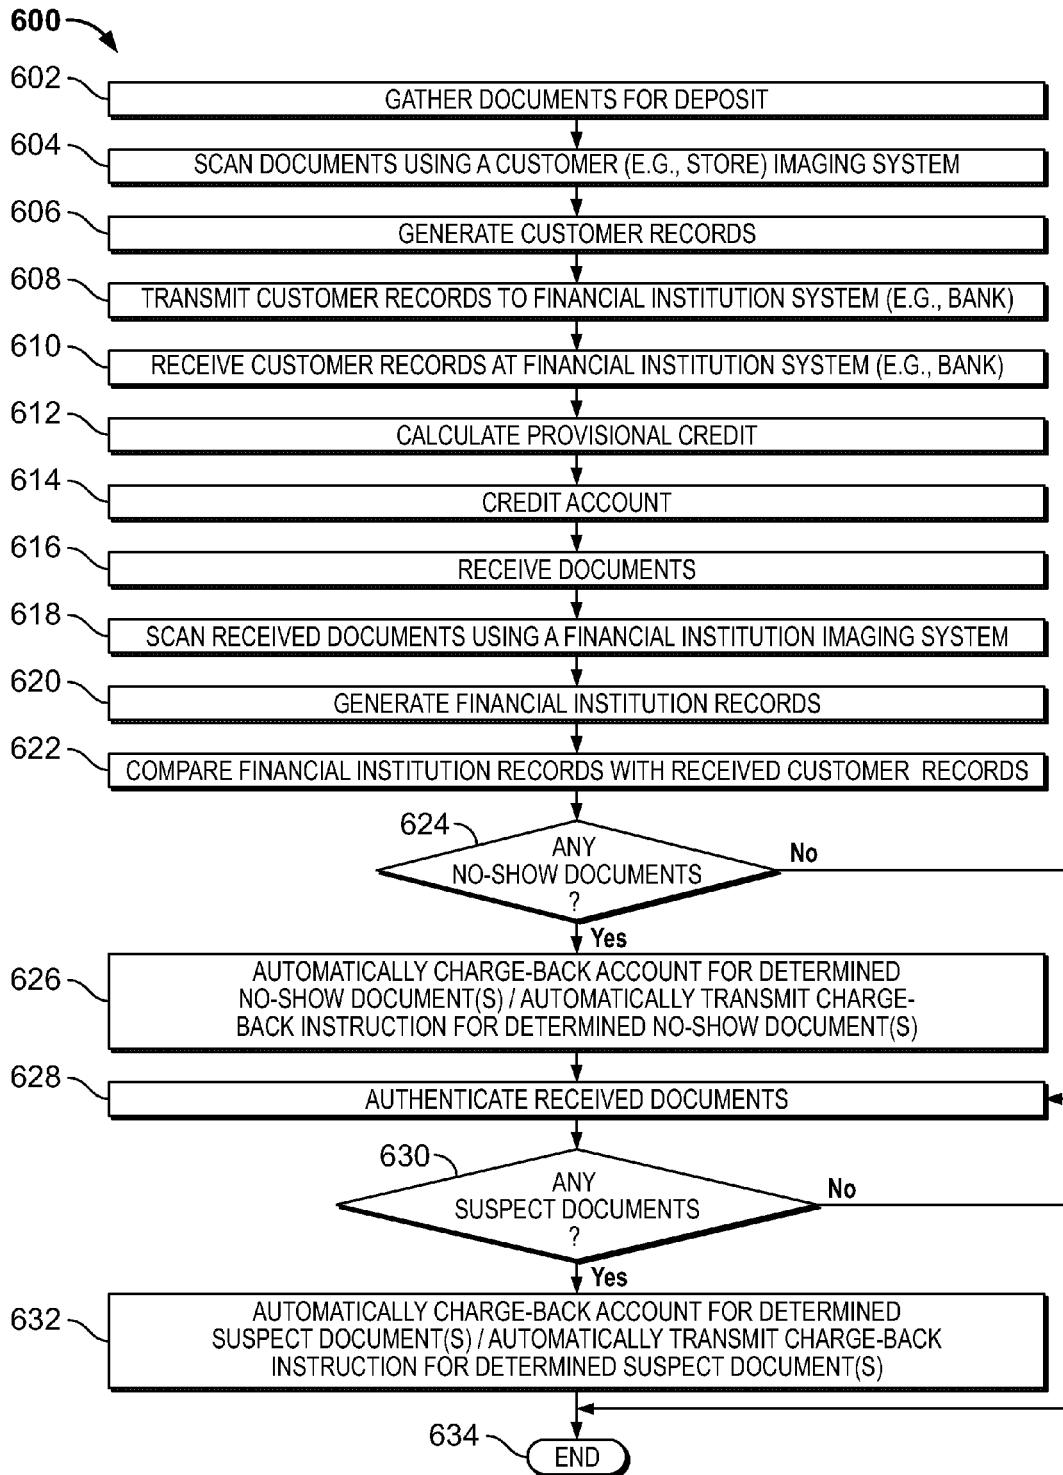 600
602
GATHER DOCUMENTS FOR DEPOSIT
604
SCAN DOCUMENTS USING A CUSTOMER (E.G., STORE) IMAGING SYSTEM
606
GENERATE CUSTOMER RECORDS
608
TRANSMIT CUSTOMER RECORDS TO FINANCIAL INSTITUTION SYSTEM (E.G., BANK)
610
RECEIVE CUSTOMER RECORDS AT FINANCIAL INSTITUTION SYSTEM (E.G., BANK)
612
CALCULATE PROVISIONAL CREDIT
614
CREDIT ACCOUNT
616
RECEIVE DOCUMENTS
618
SCAN RECEIVED DOCUMENTS USING A FINANCIAL INSTITUTION IMAGING SYSTEM
620
GENERATE FINANCIAL INSTITUTION RECORDS
622
COMPARE FINANCIAL INSTITUTION RECORDS WITH RECEIVED CUSTOMER RECORDS
624
ANY
NO-SHOW DOCUMENTS
?
No
Yes
626
AUTOMATICALLY CHARGE-BACK ACCOUNT FOR DETERMINED
NO-SHOW DOCUMENT(S) / AUTOMATICALLY TRANSMIT CHARGE-
BACK INSTRUCTION FOR DETERMINED NO-SHOW DOCUMENT(S)
628
AUTHENTICATE RECEIVED DOCUMENTS
630
ANY
SUSPECT DOCUMENTS
?
No
Yes
632
AUTOMATICALLY CHARGE-BACK ACCOUNT FOR DETERMINED
SUSPECT DOCUMENT(S) / AUTOMATICALLY TRANSMIT CHARGE-BACK
INSTRUCTION FOR DETERMINED SUSPECT DOCUMENT(S)
634
END